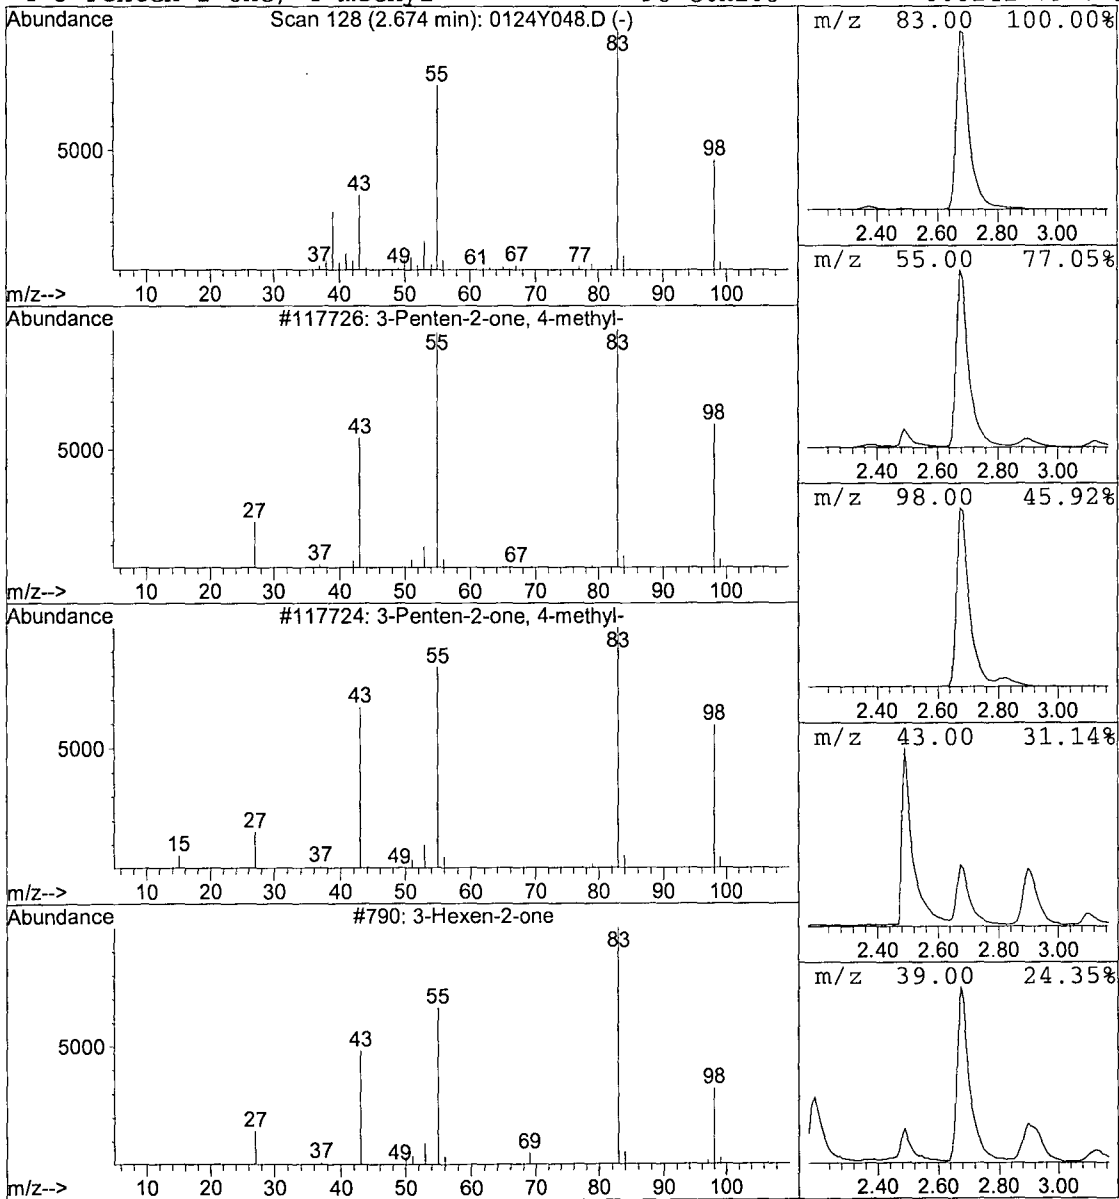 Abundance
Scan 128 (2.674 min): 0124Y048.D (-)
83
55
5000
98
43
37
49
61
67
77
m/z-->
10 20 30 40 50 60 70 80 90 100
Abundance
#117726: 3-Penten-2-one, 4-methyl-
55
83
98
43
5000
27
37
67
m/z-->
10 20 30 40 50 60 70 80 90 100
Abundance
#117724: 3-Penten-2-one, 4-methyl-
83
55
43
98
5000
27
15
37
49
m/z-->
10 20 30 40 50 60 70 80 90 100
Abundance
#790: 3-Hexen-2-one
83
55
43
5000
98
27
69
37
49
m/z-->
10 20 30 40 50 60 70 80 90 100
m/z 83.00 100.00%
2.40 2.60 2.80 3.00
m/z 55.00 77.05%
2.40 2.60 2.80 3.00
m/z 98.00 45.92%
2.40 2.60 2.80 3.00
m/z 43.00 31.14%
2.40 2.60 2.80 3.00
m/z 39.00 24.35%
2.40 2.60 2.80 3.00